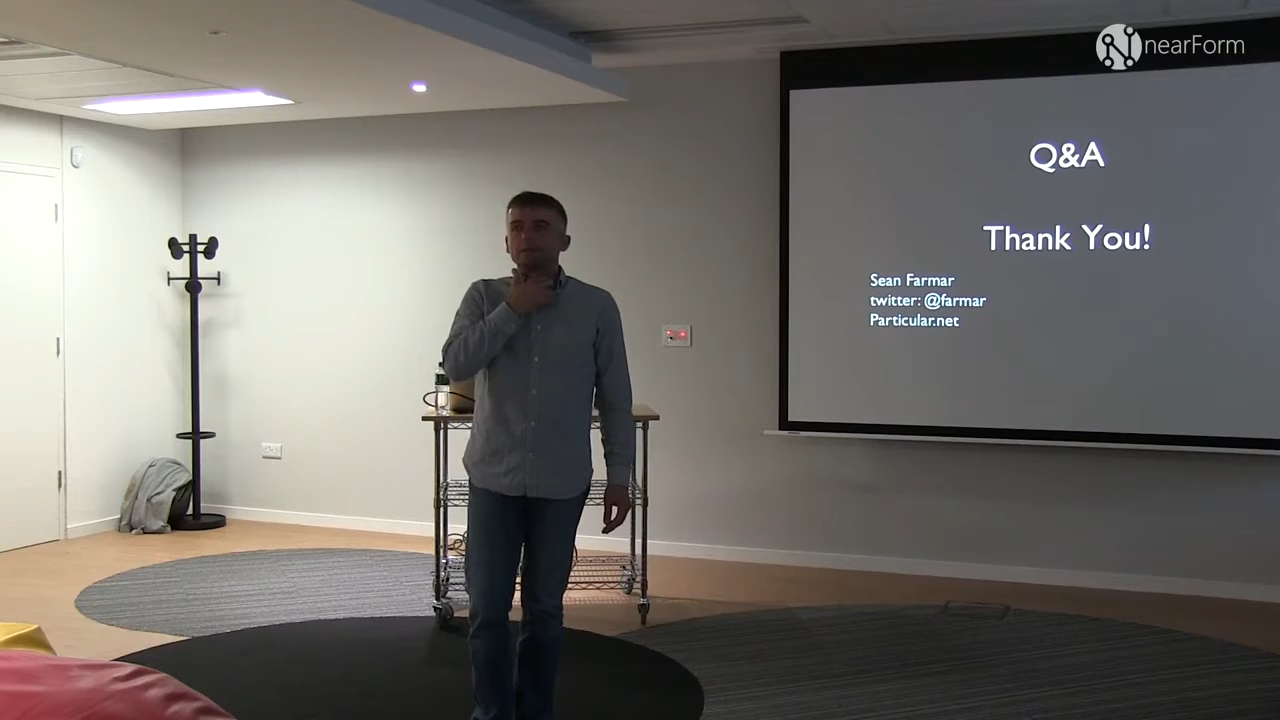 nearForm
Q&A
Thank You!
Sean Farmar
twitter: @farmar
Particular.net